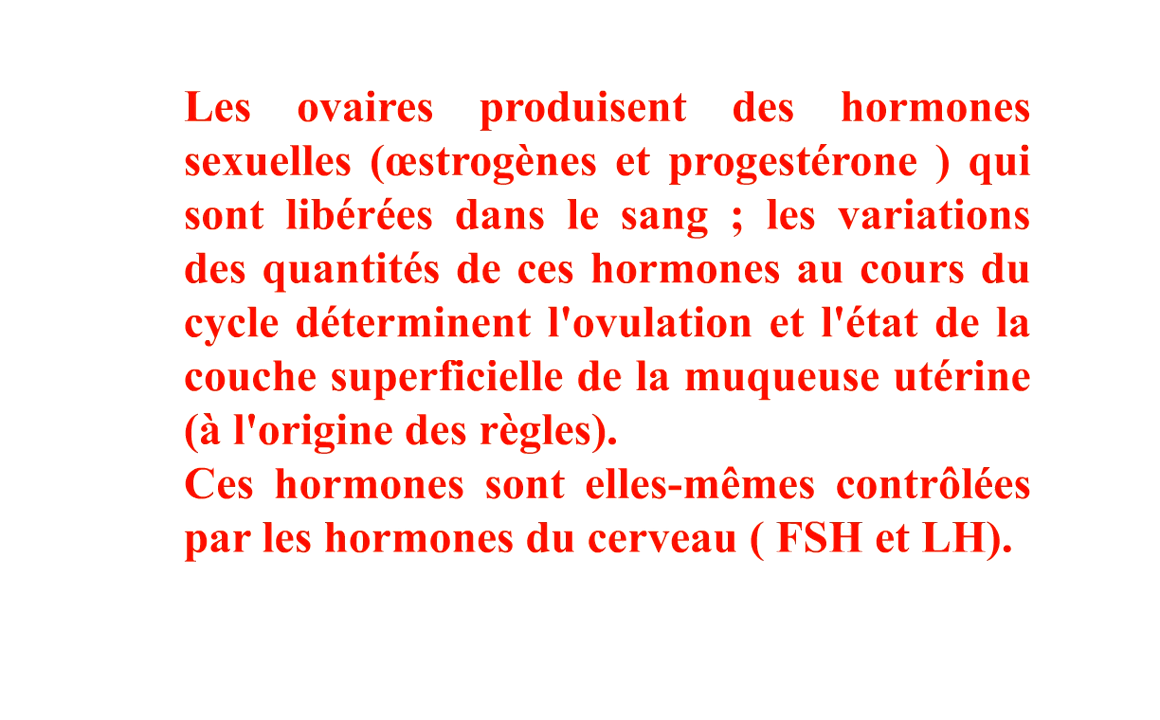 Les ovaires produisent des hormones
sexuelles (œstrogènes et progestérone ) qui
sont libérées dans le sang ; les variations
des quantités de ces hormones au cours du
cycle déterminent l'ovulation et l'état de la
couche superficielle de la muqueuse utérine
(à l'origine des règles).
Ces hormones sont elles-mêmes contrôlées
par les hormones du cerveau ( FSH et LH).